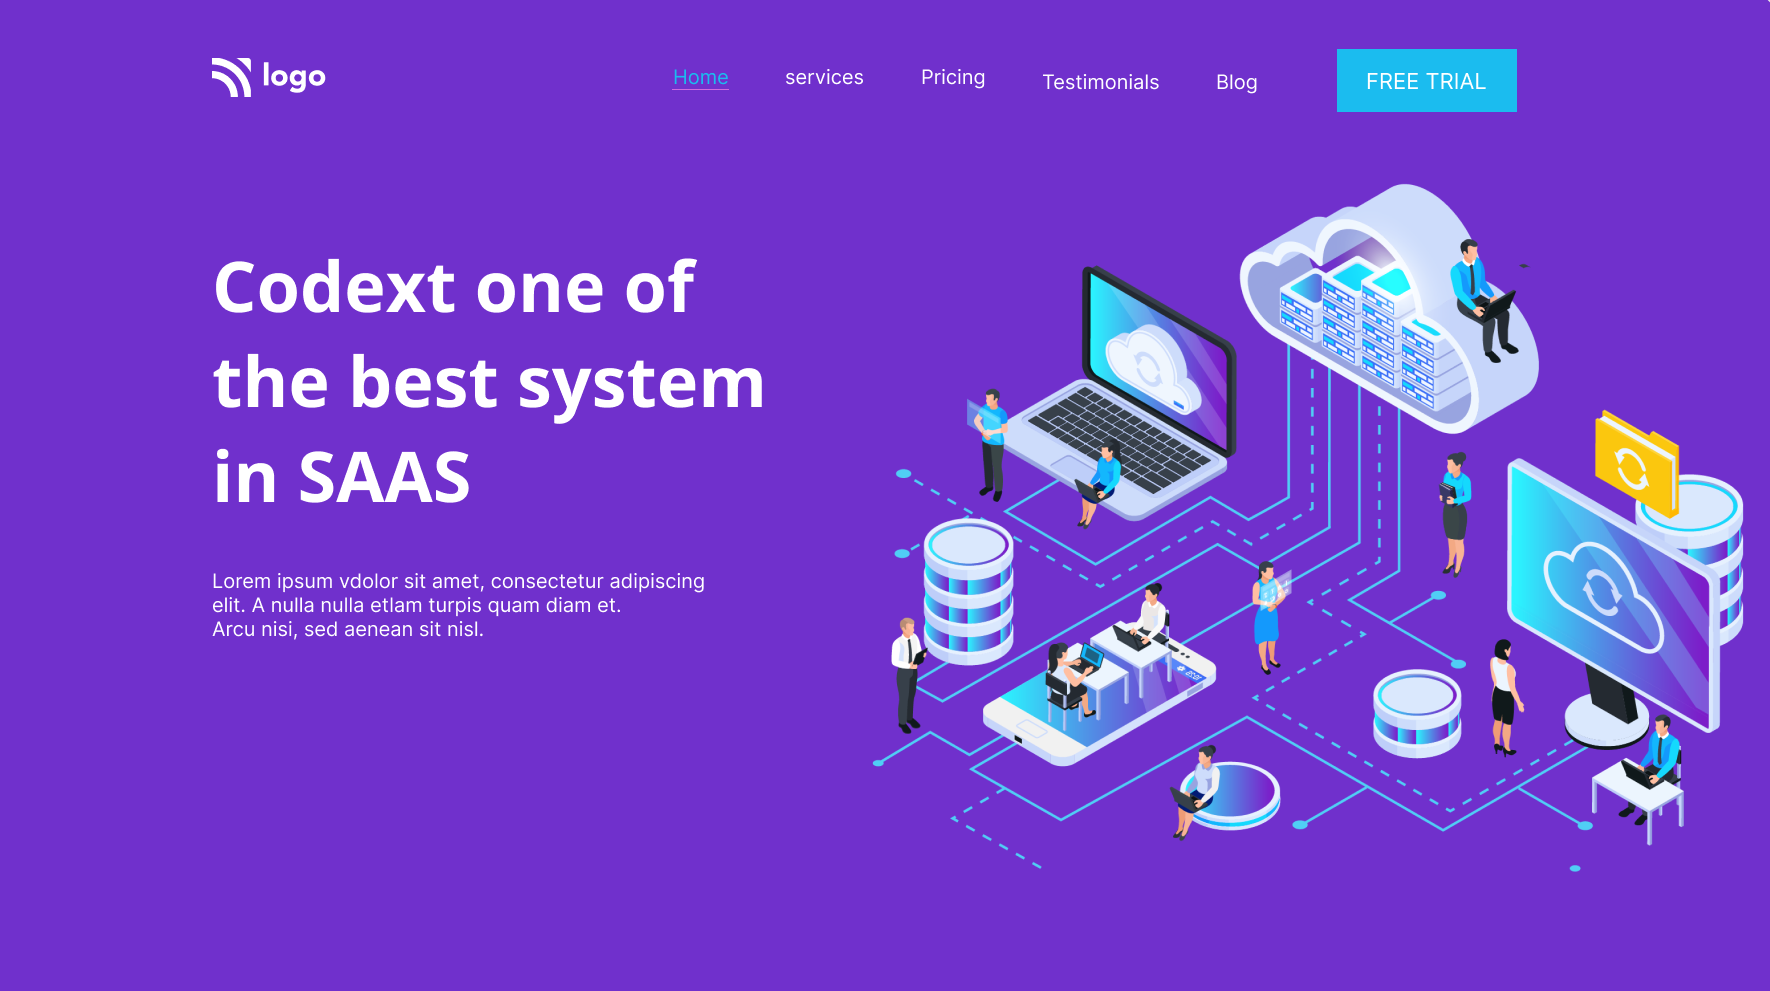 logo
Home services Pricing Testimonials Blog FREE TRIAL
Codext one of
the best system
in SAAS
Lorem ipsum vdolor sit amet, consectetur adipiscing
elit. A nulla nulla etlam turpis quam diam et.
Arcu nisi, sed aenean sit nisl.